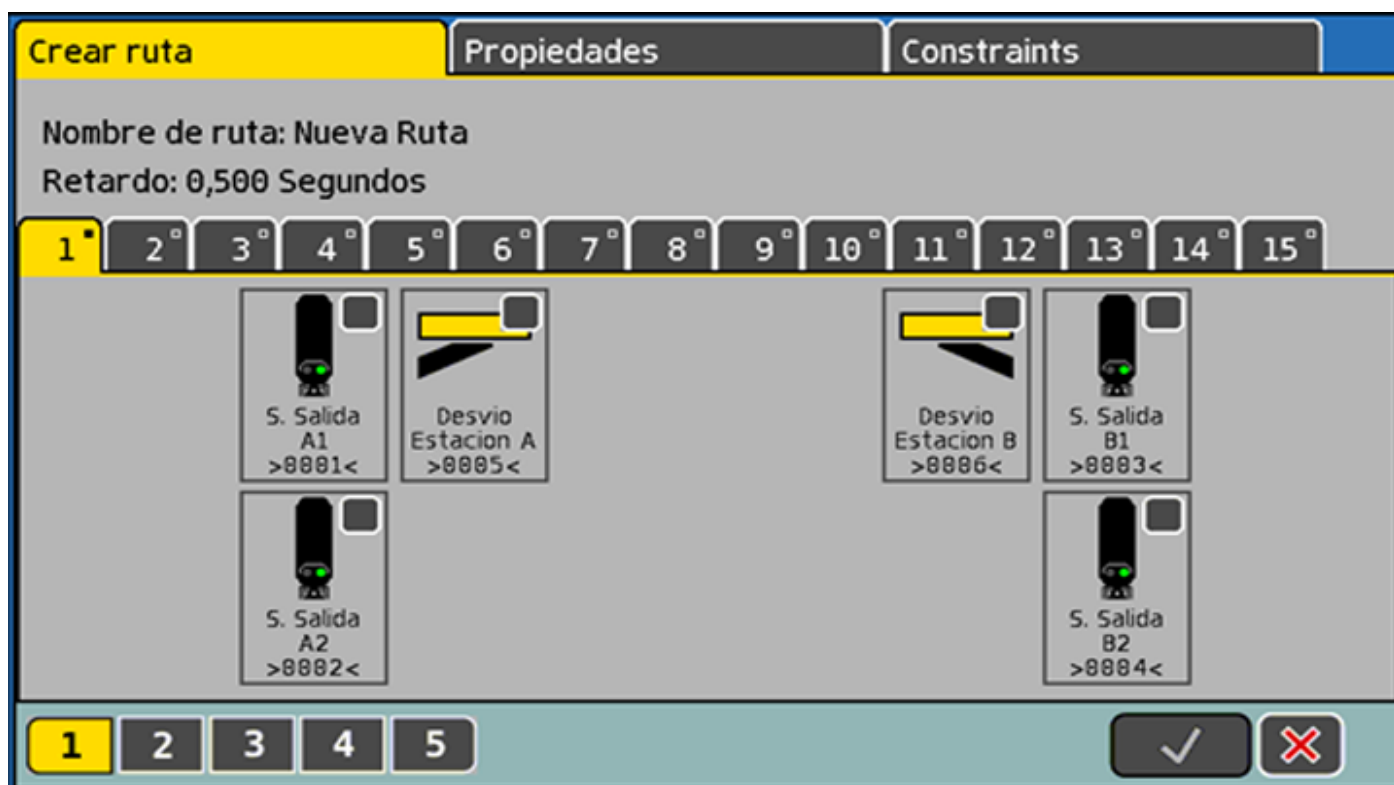 Crear ruta
Propiedades
Constraints
Nombre de ruta: Nueva Ruta
Retardo: 0,500 Segundos
1 2 3 4 5 6 7 8 9 10 11 12 13 14 15
S. Salida
A1
>0001<
Desvio
Estacion A
>0005<
Desvio
Estacion B
>0006<
S. Salida
B1
>0003<
S. Salida
A2
>0002<
S. Salida
B2
>0004<
1 2 3 4 5